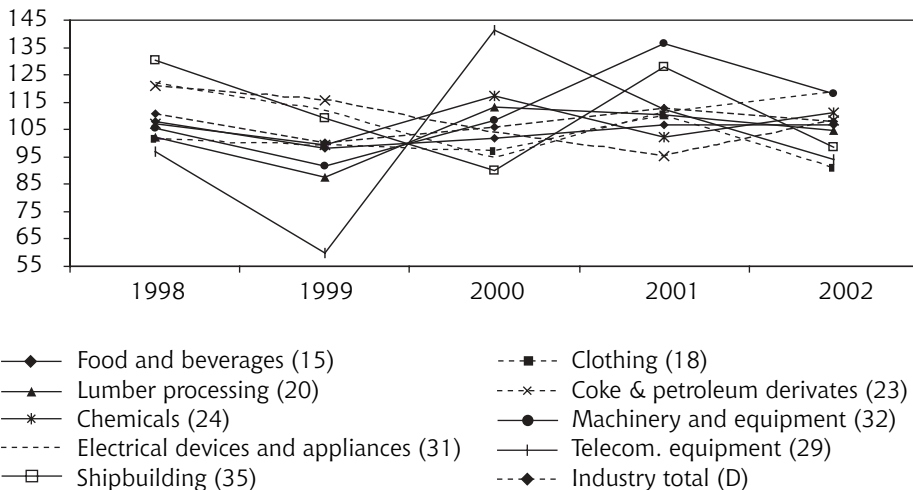 145
135
125
115
105
95
85
75
65
55
1998 1999 2000 2001 2002
Food and beverages (15) Clothing (18)
Lumber processing (20) Coke & petroleum derivates (23)
Chemicals (24) Machinery and equipment (32)
Electrical devices and appliances (31) Telecom. equipment (29)
Shipbuilding (35) Industry total (D)